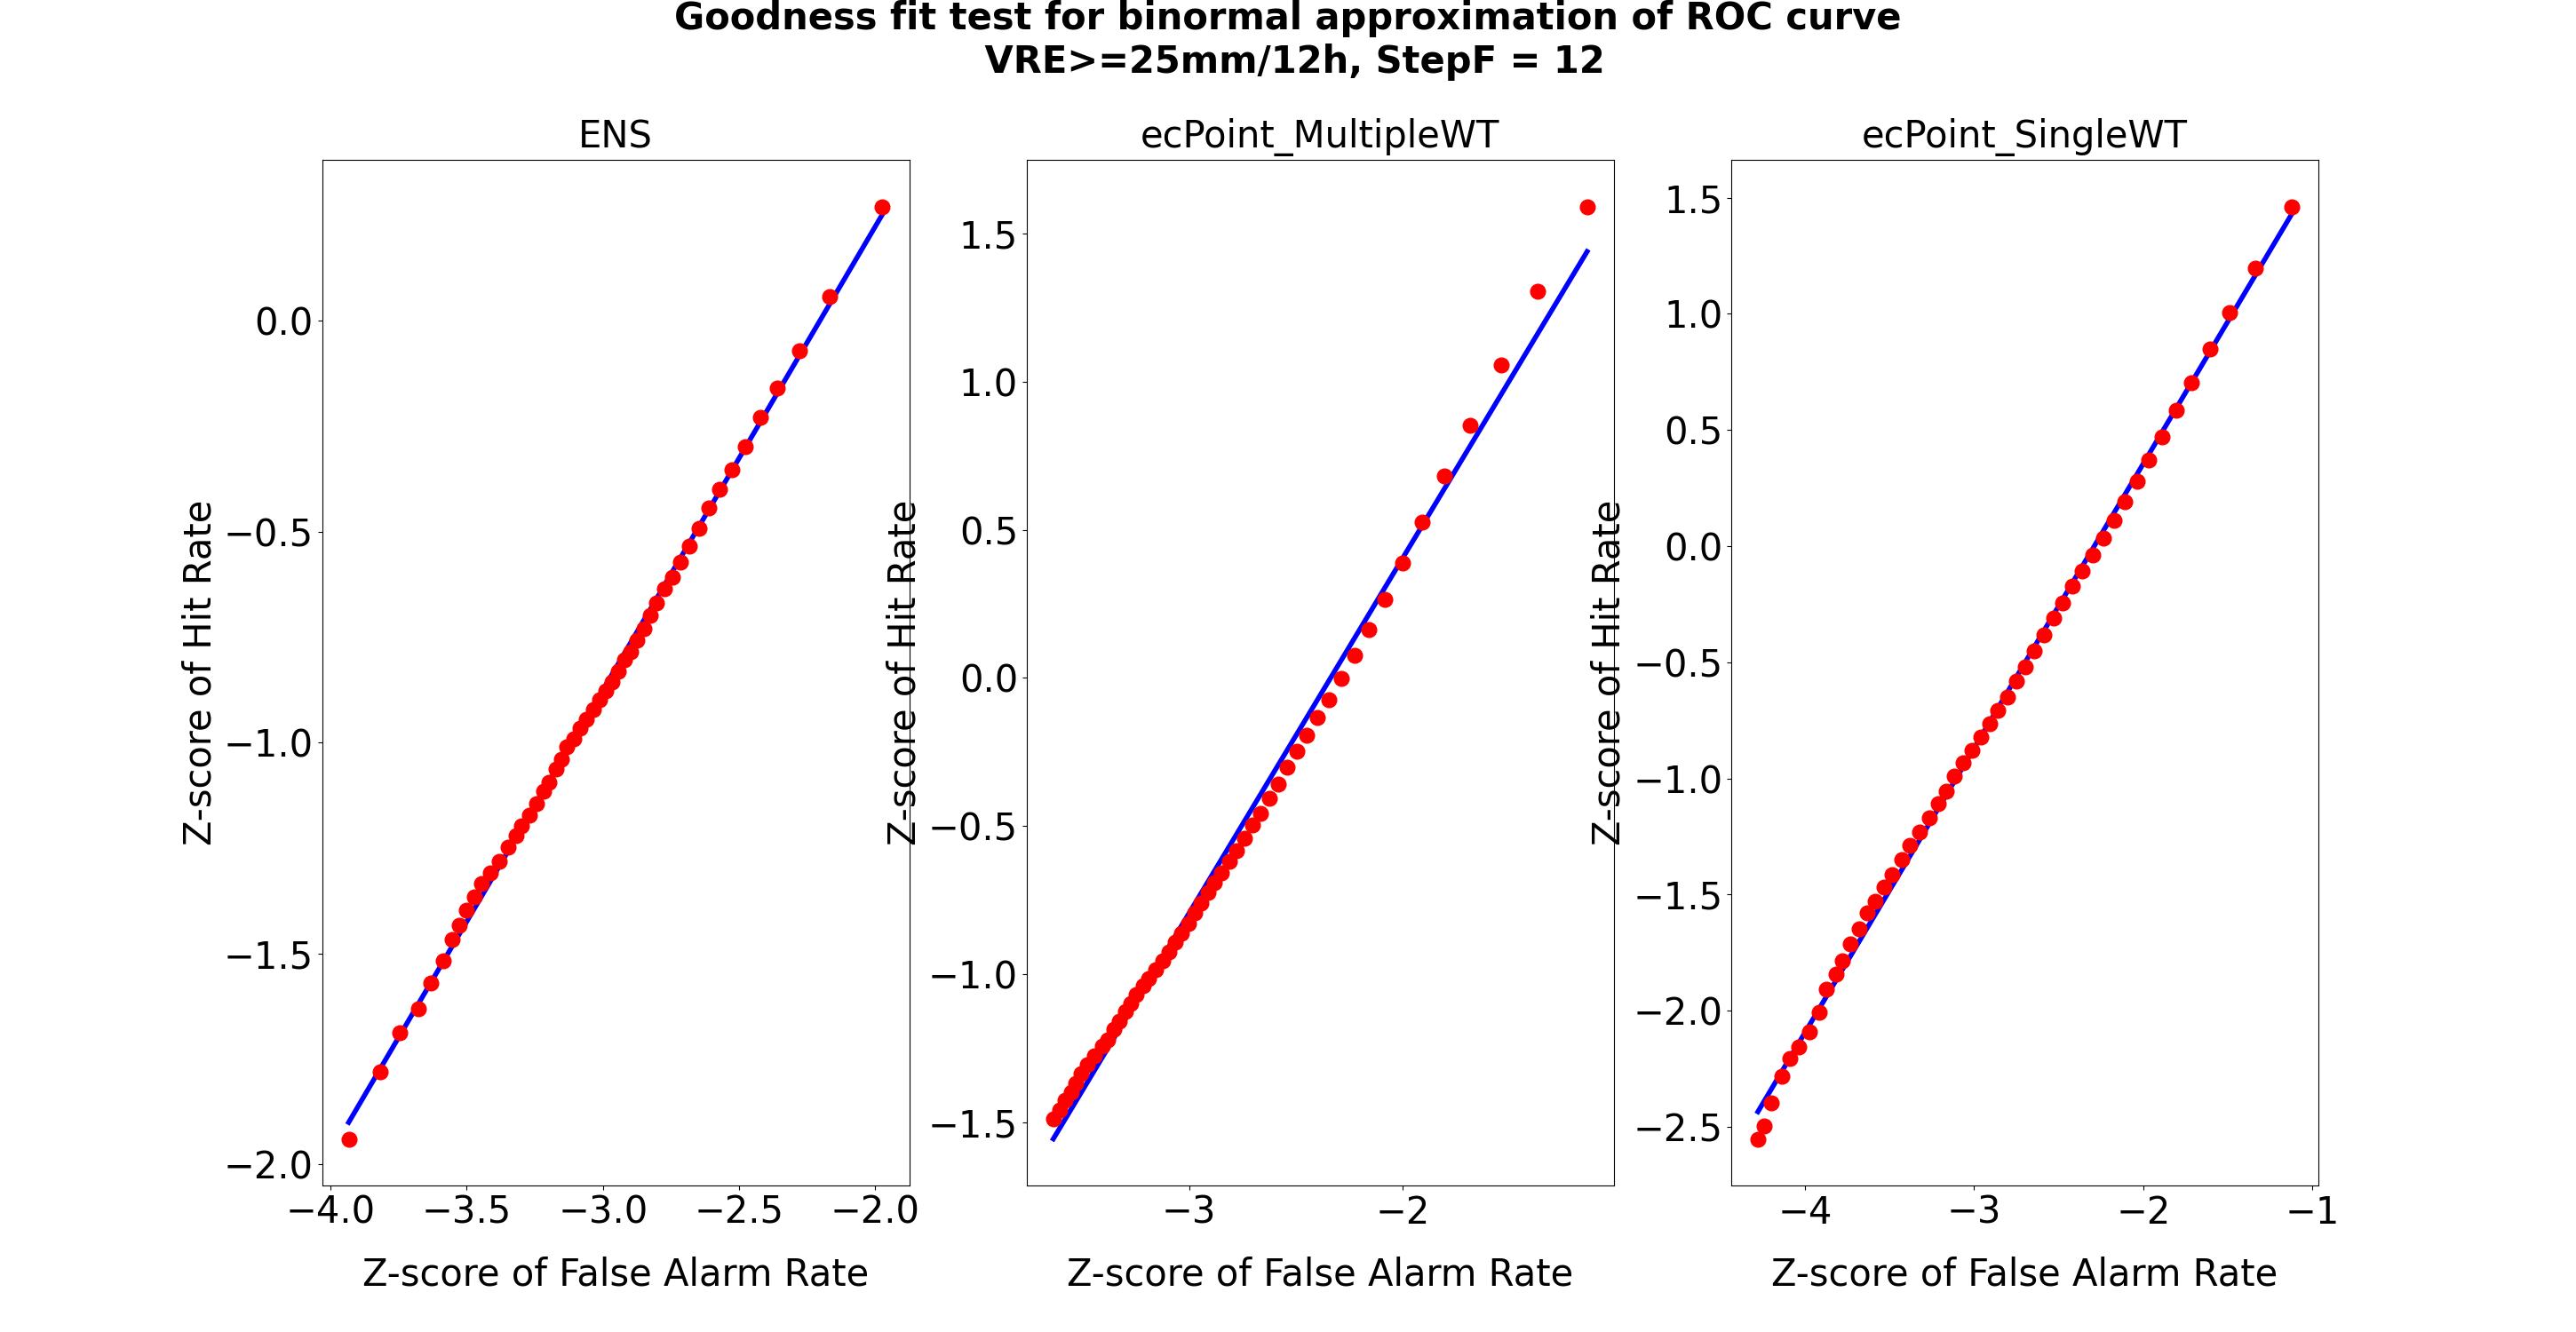 Goodness fit test for binormal approximation of ROC curve
VRE>=25mm/12h, StepF = 12
ENS
ecPoint_MultipleWT
ecPoint_SingleWT
Z-score of Hit Rate
0.0
−0.5
−1.0
−1.5
−2.0
−4.0 −3.5 −3.0 −2.5 −2.0
Z-score of False Alarm Rate
Z-score of Hit Rate
1.5
1.0
0.5
0.0
−0.5
−1.0
−1.5
−3 −2
Z-score of False Alarm Rate
Z-score of Hit Rate
1.5
1.0
0.5
0.0
−0.5
−1.0
−1.5
−2.0
−2.5
−4 −3 −2 −1
Z-score of False Alarm Rate